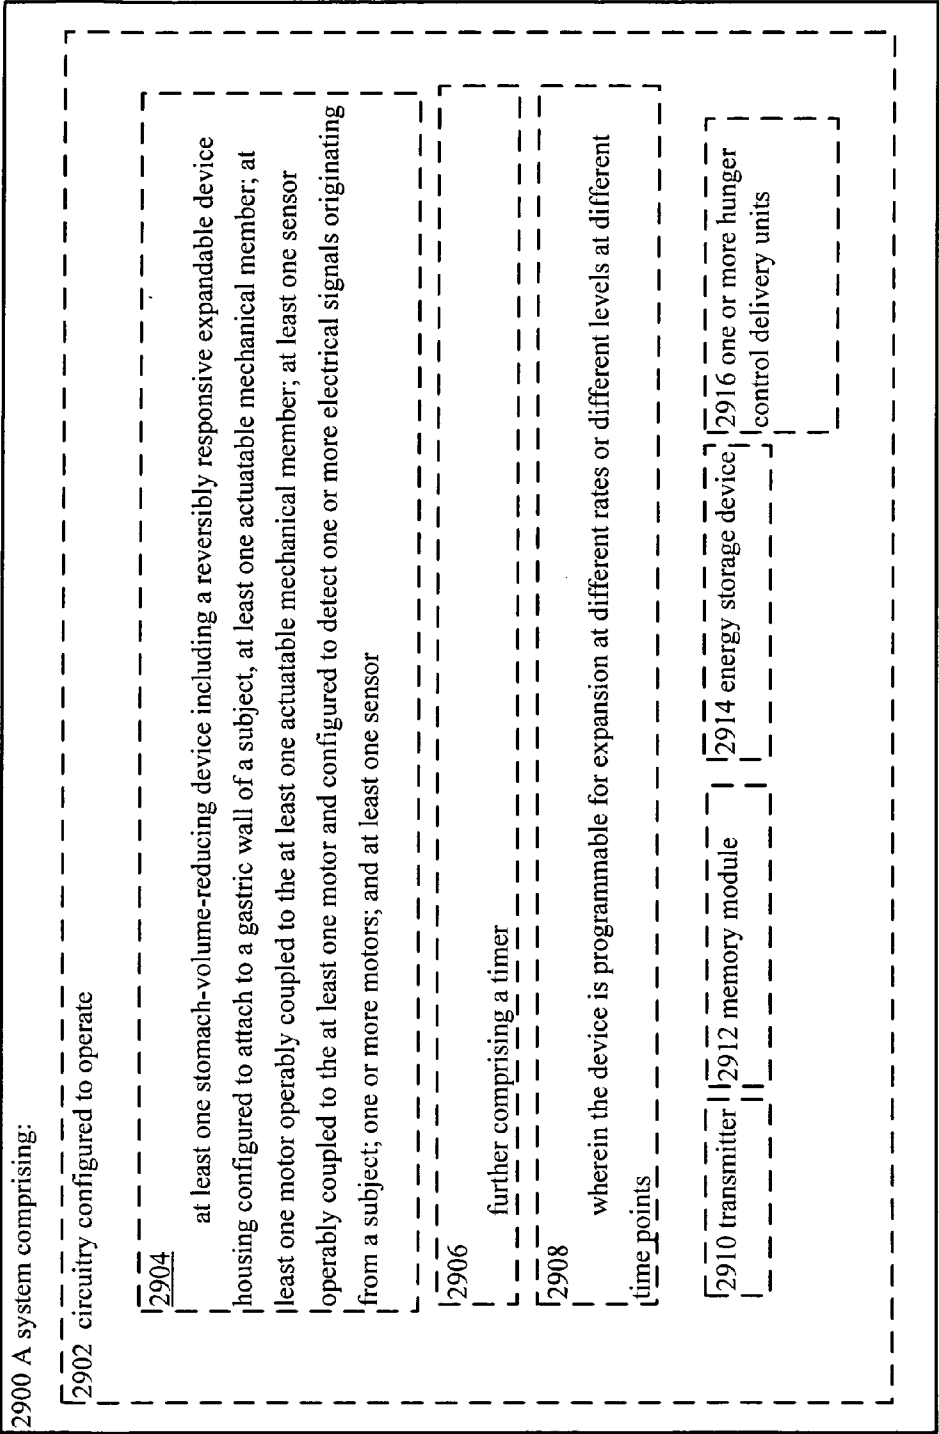 2900 A system comprising:
2902 circuitry configured to operate
2904
at least one stomach-volume-reducing device including a reversibly responsive expandable device
housing configured to attach to a gastric wall of a subject, at least one actuatable mechanical member; at
least one motor operably coupled to the at least one actuatable mechanical member; at least one sensor
operably coupled to the at least one motor and configured to detect one or more electrical signals originating
from a subject; one or more motors; and at least one sensor
2906
further comprising a timer
2908
wherein the device is programmable for expansion at different rates or different levels at different
time points
2910 transmitter
2912 memory module
2914 energy storage device
2916 one or more hunger
control delivery units